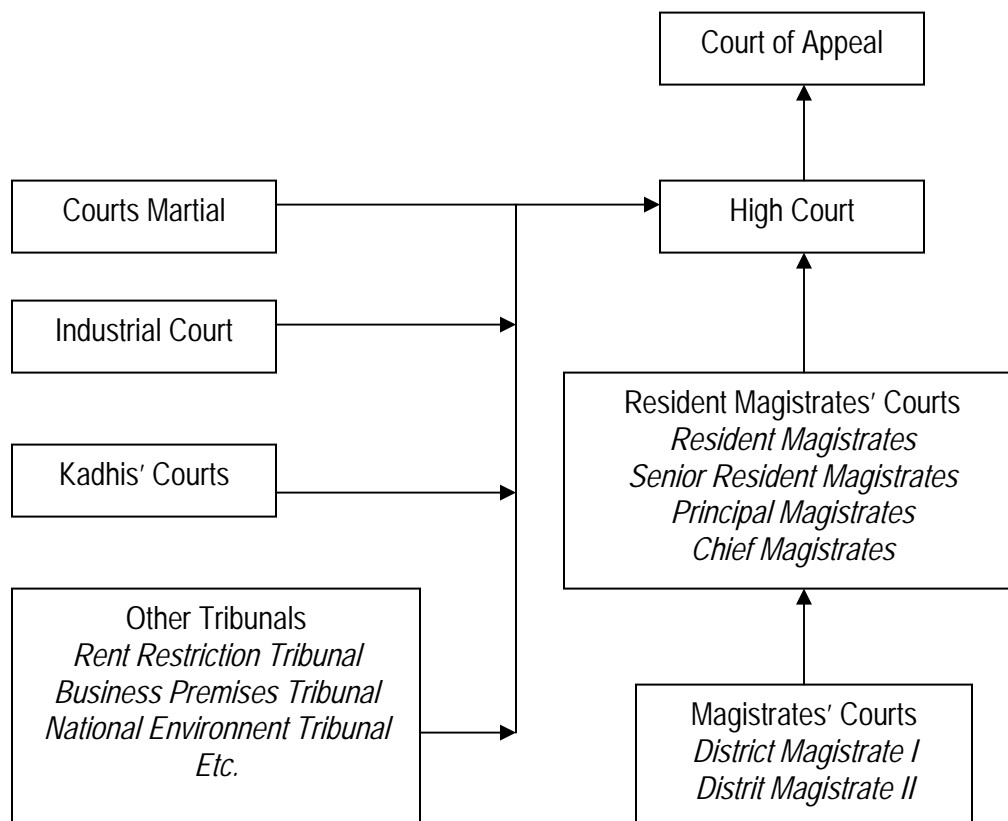 Court of Appeal
Courts Martial
High Court
Industrial Court
Resident Magistrates’ Courts
Resident Magistrates
Senior Resident Magistrates
Principal Magistrates
Chief Magistrates
Kadhis’ Courts
Other Tribunals
Rent Restriction Tribunal
Business Premises Tribunal
National Environnent Tribunal
Etc.
Magistrates’ Courts
District Magistrate I
Distrit Magistrate II